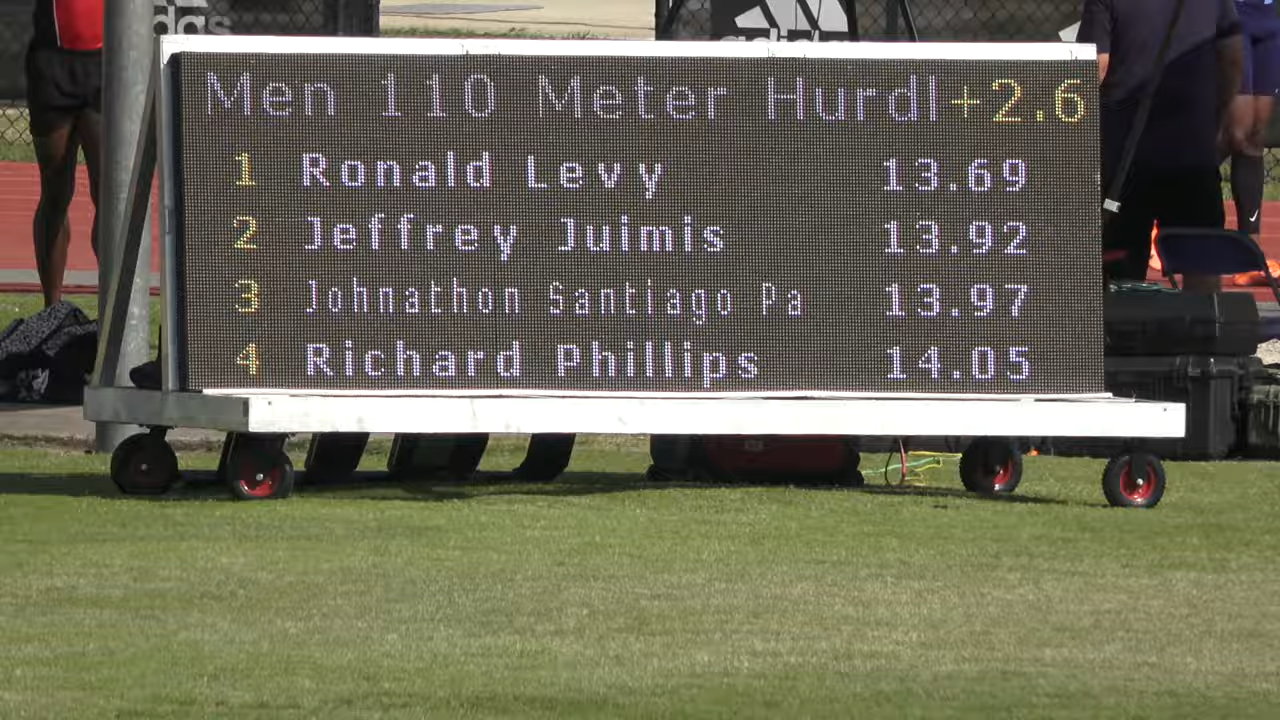 adidas
Men 110 Meter Hurdl+2.6
1 Ronald Levy 13.69
2 Jeffrey Juimis 13.92
3 Johnathon Santiago Pa 13.97
4 Richard Phillips 14.05